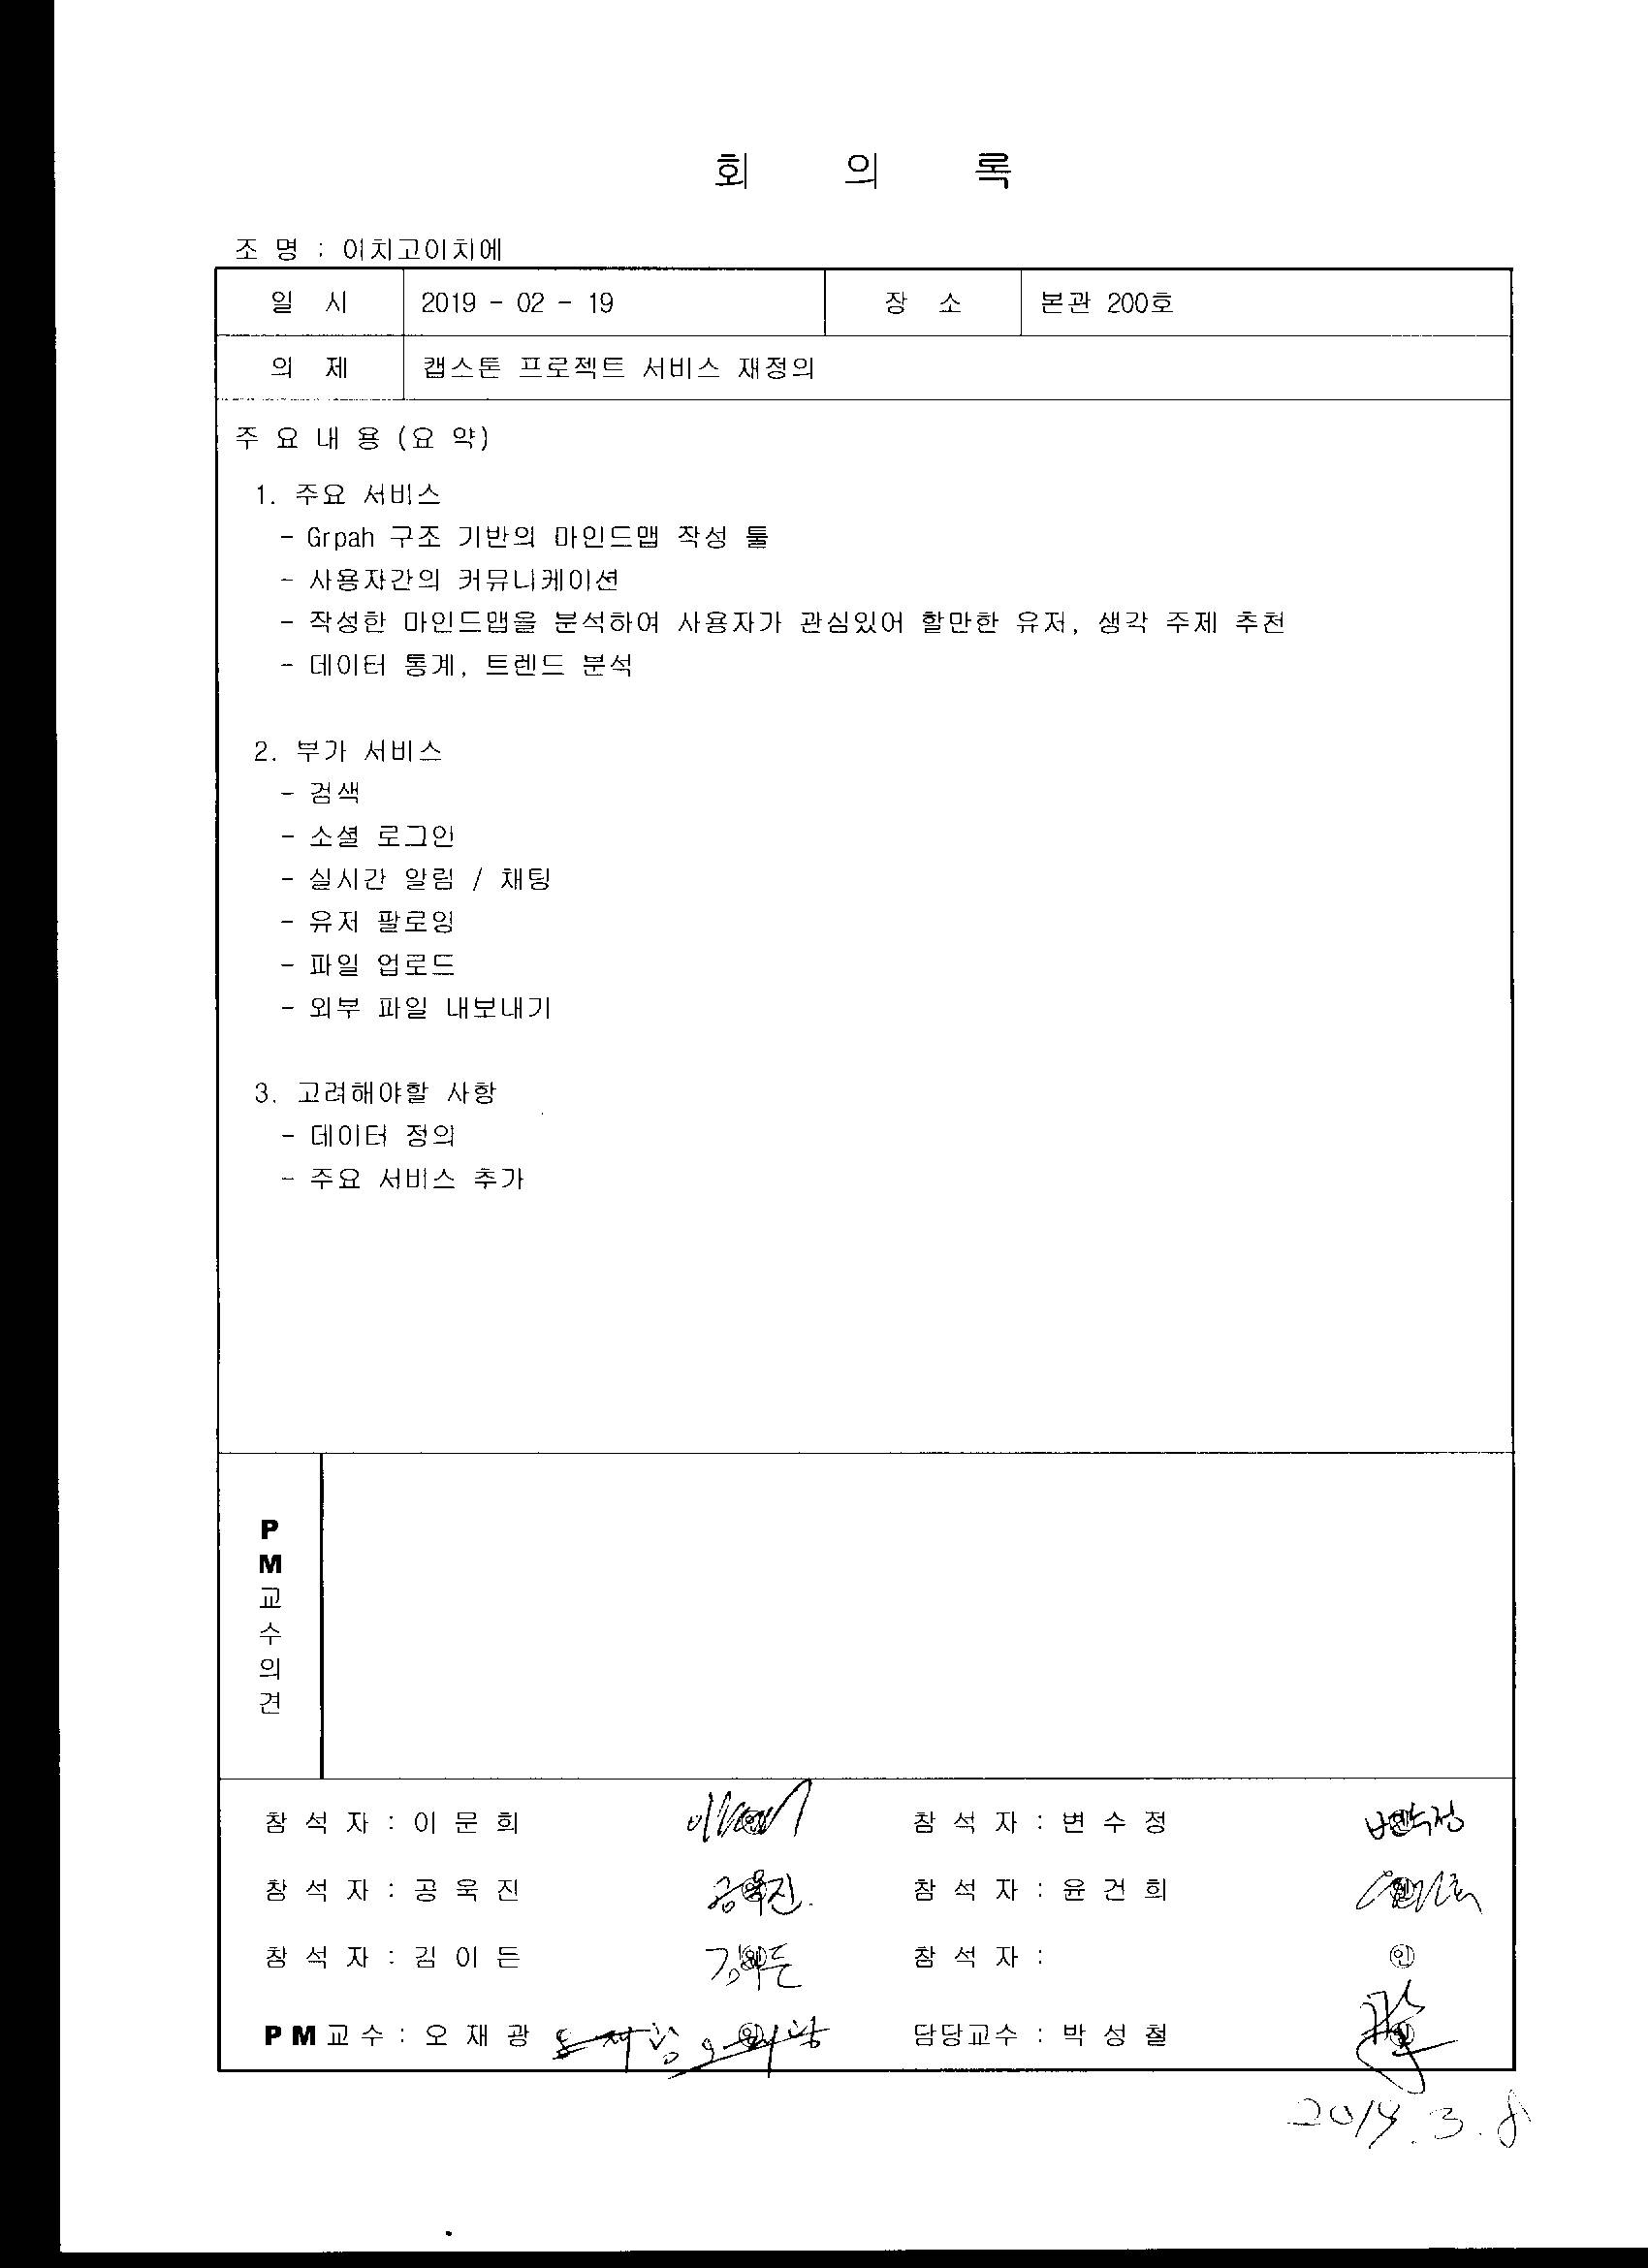 회 의 록
조 명 : 이치고이치에
일 시 2019 - 02 - 19 장 소 본관 200호
의 제 캡스톤 프로젝트 서비스 재정의
주 요 내 용 (요 약)
1. 주요 서비스
- Grpah 구조 기반의 마인드맵 작성 툴
- 사용자간의 커뮤니케이션
- 작성한 마인드맵을 분석하여 사용자가 관심있어 할만한 유저, 생각 주제 추천
- 데이터 통계, 트렌드 분석
2. 부가 서비스
- 검색
- 소셜 로그인
- 실시간 알림 / 채팅
- 유저 팔로잉
- 파일 업로드
- 외부 파일 내보내기
3. 고려해야할 사항
- 데이터 정의
- 주요 서비스 추가
PM교수의견
참 석 자 : 이 문 희 ㊞ 참 석 자 : 변 수 정 변수정 ㊞
참 석 자 : 공 욱 진 공욱진. ㊞ 참 석 자 : 윤 건 희 ㊞
참 석 자 : 김 이 든 김이든 ㊞ 참 석 자 : ㊞
PM교수 : 오 재 광 ㊞ 담당교수 : 박 성 철 ㊞
2019. 3. 8